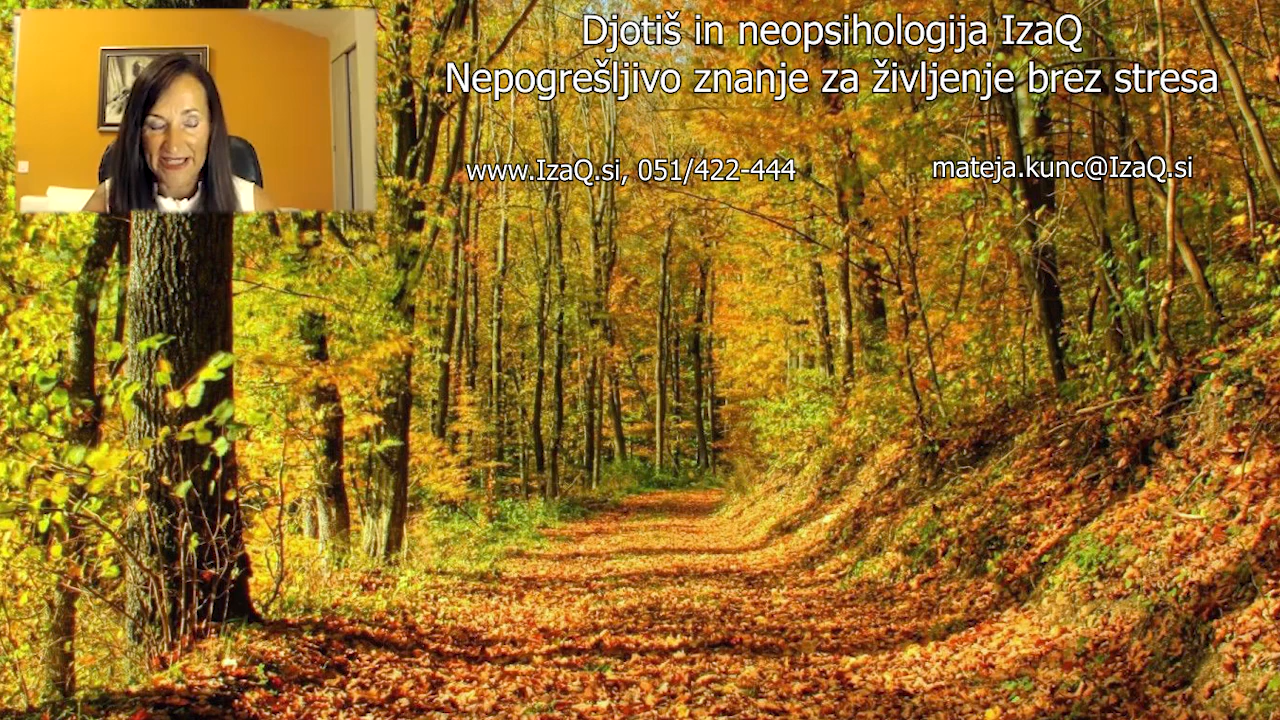 Djotiš in neopsihologija IzaQ
Nepogrešljivo znanje za življenje brez stresa
www.IzaQ.si, 051/422-444
mateja.kunc@IzaQ.si